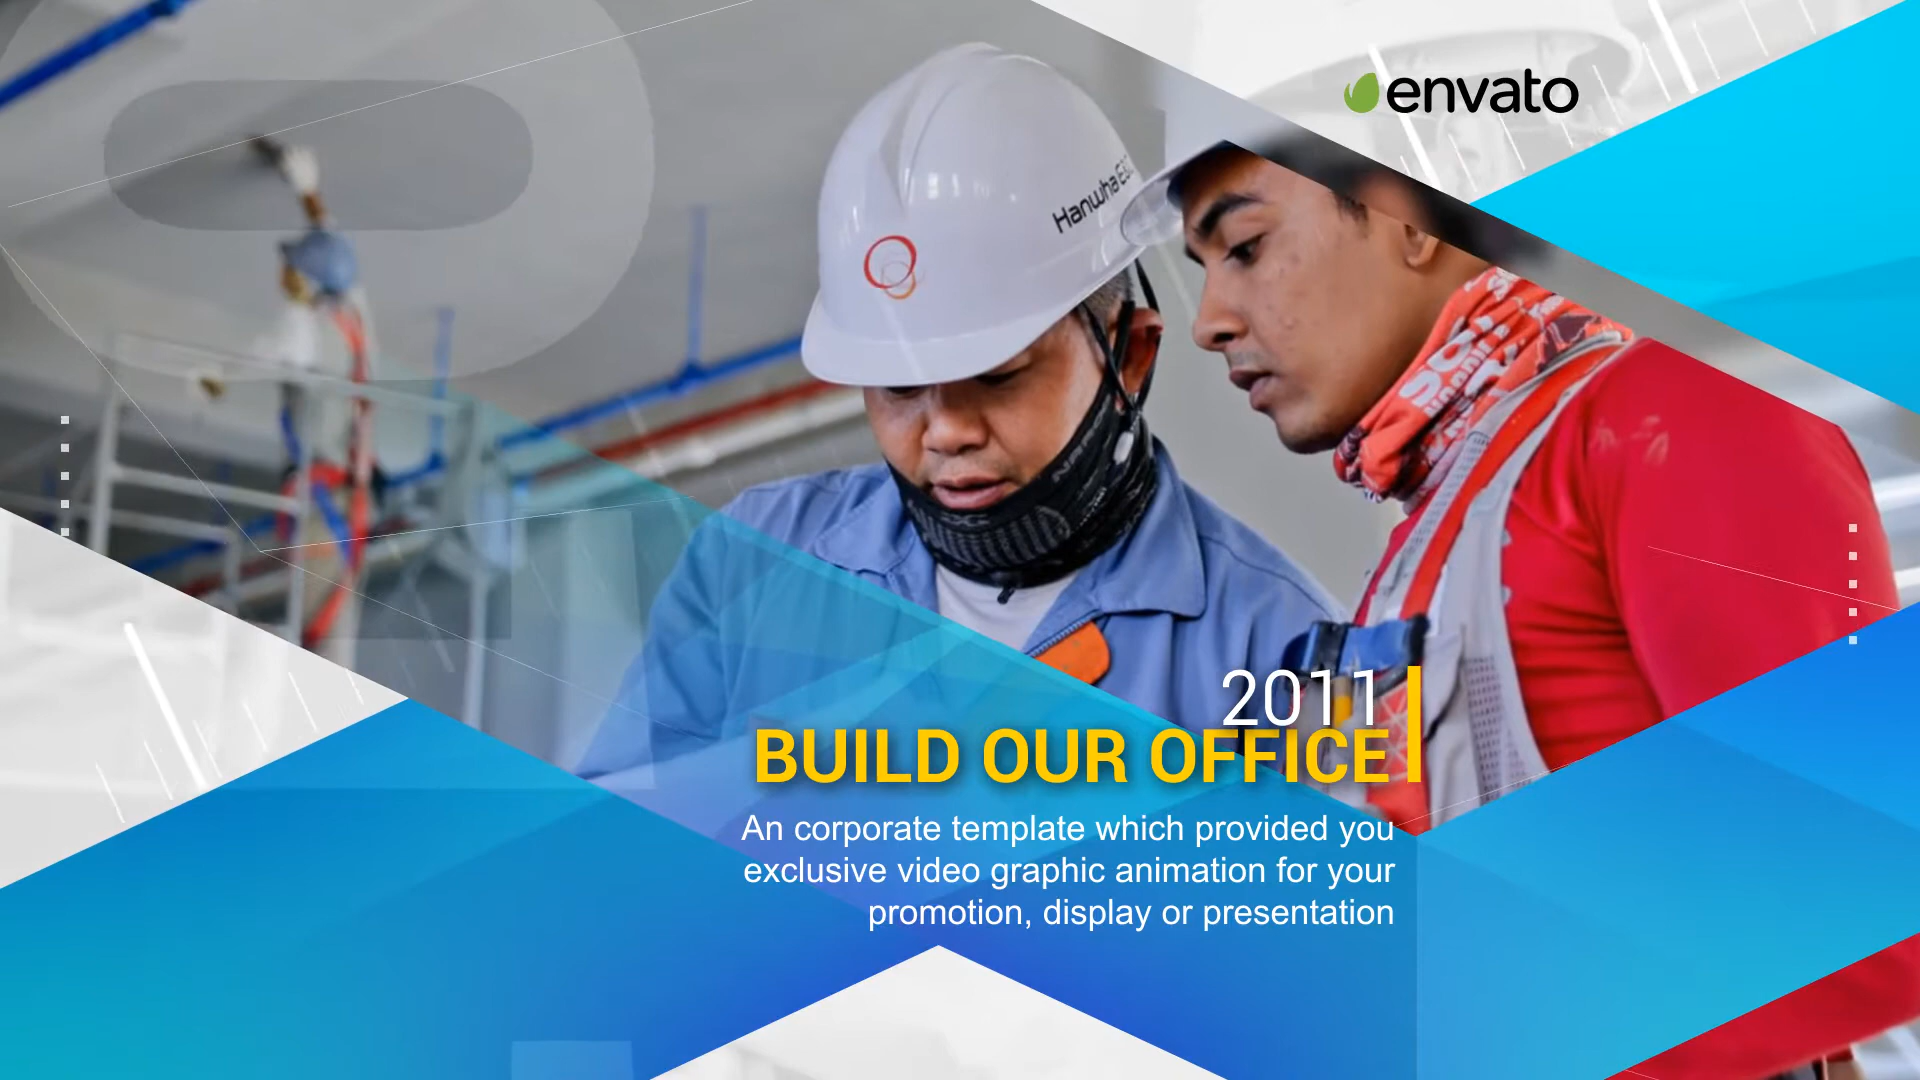 envato
Hanwha
2011
BUILD OUR OFFICE
An corporate template which provided you
exclusive video graphic animation for your
promotion, display or presentation